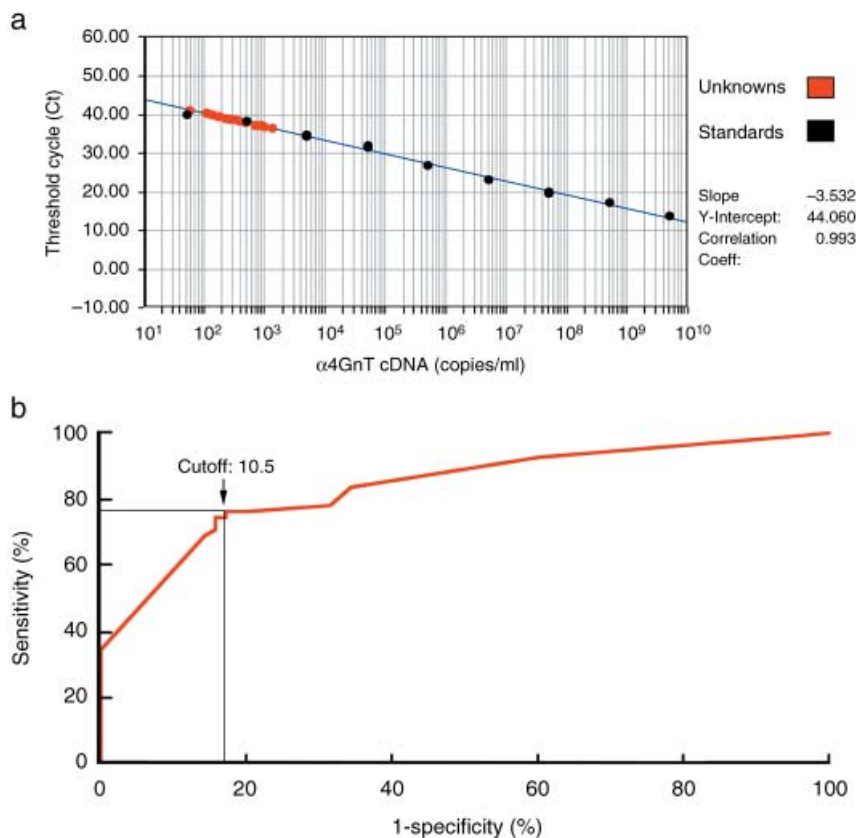 a
60.00
50.00
40.00
30.00
20.00
10.00
0.00
–10.00
Threshold cycle (Ct)
10¹ 10² 10³ 10⁴ 10⁵ 10⁶ 10⁷ 10⁸ 10⁹ 10¹⁰
α4GnT cDNA (copies/ml)
Unknowns
Standards
Slope –3.532
Y-Intercept: 44.060
Correlation 0.993
Coeff:
b
100
80
60
40
20
0
Sensitivity (%)
Cutoff: 10.5
0 20 40 60 80 100
1-specificity (%)